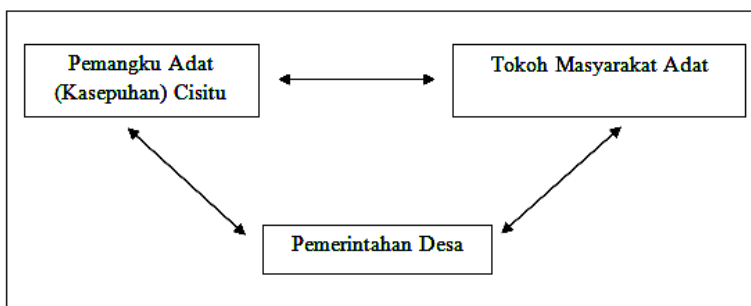 Pemangku Adat
(Kasepuhan) Cisitu
Tokoh Masyarakat Adat
Pemerintahan Desa